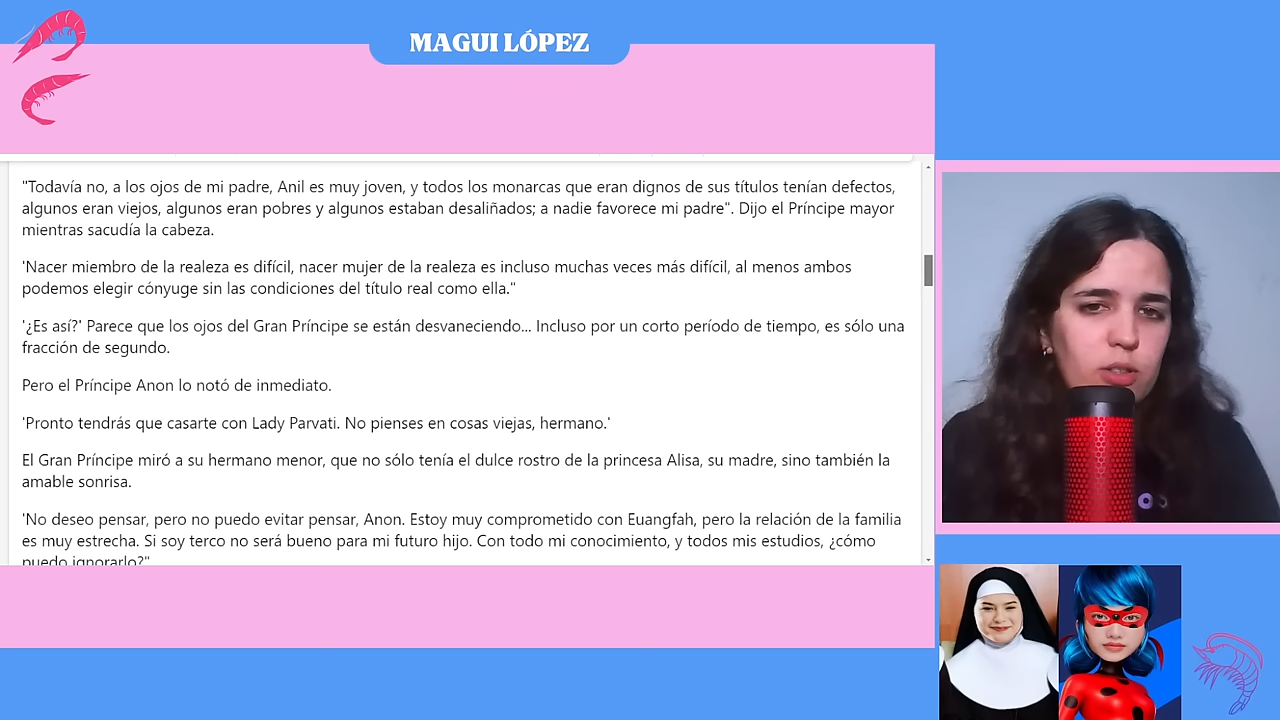 MAGUI LÓPEZ
"Todavía no, a los ojos de mi padre, Anil es muy joven, y todos los monarcas que eran dignos de sus títulos tenían defectos,
algunos eran viejos, algunos eran pobres y algunos estaban desaliñados; a nadie favorece mi padre". Dijo el Príncipe mayor
mientras sacudía la cabeza.
'Nacer miembro de la realeza es difícil, nacer mujer de la realeza es incluso muchas veces más difícil, al menos ambos
podemos elegir cónyuge sin las condiciones del título real como ella."
'¿Es así?' Parece que los ojos del Gran Príncipe se están desvaneciendo... Incluso por un corto período de tiempo, es sólo una
fracción de segundo.
Pero el Príncipe Anon lo notó de inmediato.
'Pronto tendrás que casarte con Lady Parvati. No pienses en cosas viejas, hermano.'
El Gran Príncipe miró a su hermano menor, que no sólo tenía el dulce rostro de la princesa Alisa, su madre, sino también la
amable sonrisa.
'No deseo pensar, pero no puedo evitar pensar, Anon. Estoy muy comprometido con Euangfah, pero la relación de la familia
es muy estrecha. Si soy terco no será bueno para mi futuro hijo. Con todo mi conocimiento, y todos mis estudios, ¿cómo
puedo ignorarlo?"